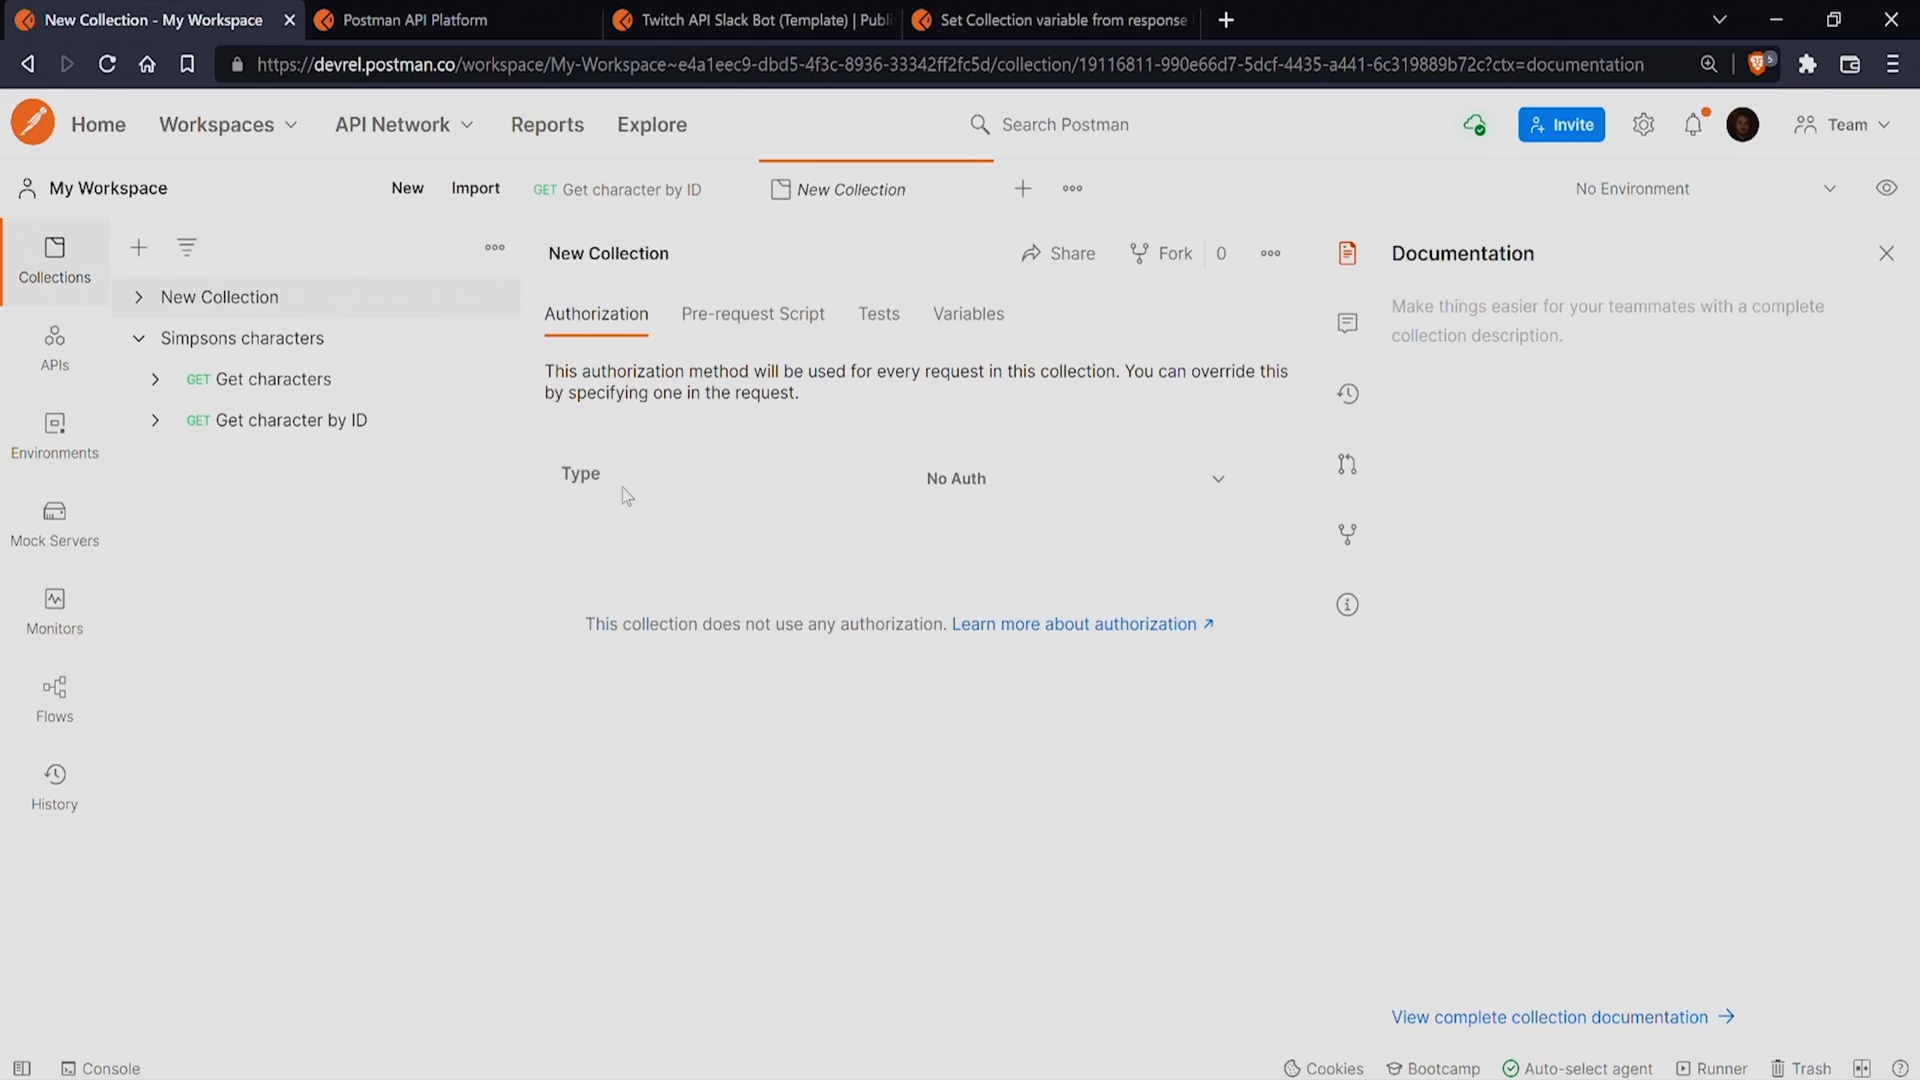 New Collection - My Workspace
Postman API Platform
Twitch API Slack Bot (Template) | Publi
Set Collection variable from response
https://devrel.postman.co/workspace/My-Workspace~e4a1eec9-dbd5-4f3c-8936-33342ff2fc5d/collection/19116811-990e66d7-5dcf-4435-a441-6c319889b72c?ctx=documentation
5
Home
Workspaces
API Network
Reports
Explore
Search Postman
Invite
Team
My Workspace
New
Import
GET Get character by ID
New Collection
No Environment
Collections
APIs
Environments
Mock Servers
Monitors
Flows
History
New Collection
Simpsons characters
GET Get characters
GET Get character by ID
New Collection
Share
Fork
0
Authorization
Pre-request Script
Tests
Variables
This authorization method will be used for every request in this collection. You can override this
by specifying one in the request.
Type
No Auth
This collection does not use any authorization. Learn more about authorization ↗
Documentation
Make things easier for your teammates with a complete
collection description.
View complete collection documentation →
Console
Cookies
Bootcamp
Auto-select agent
Runner
Trash